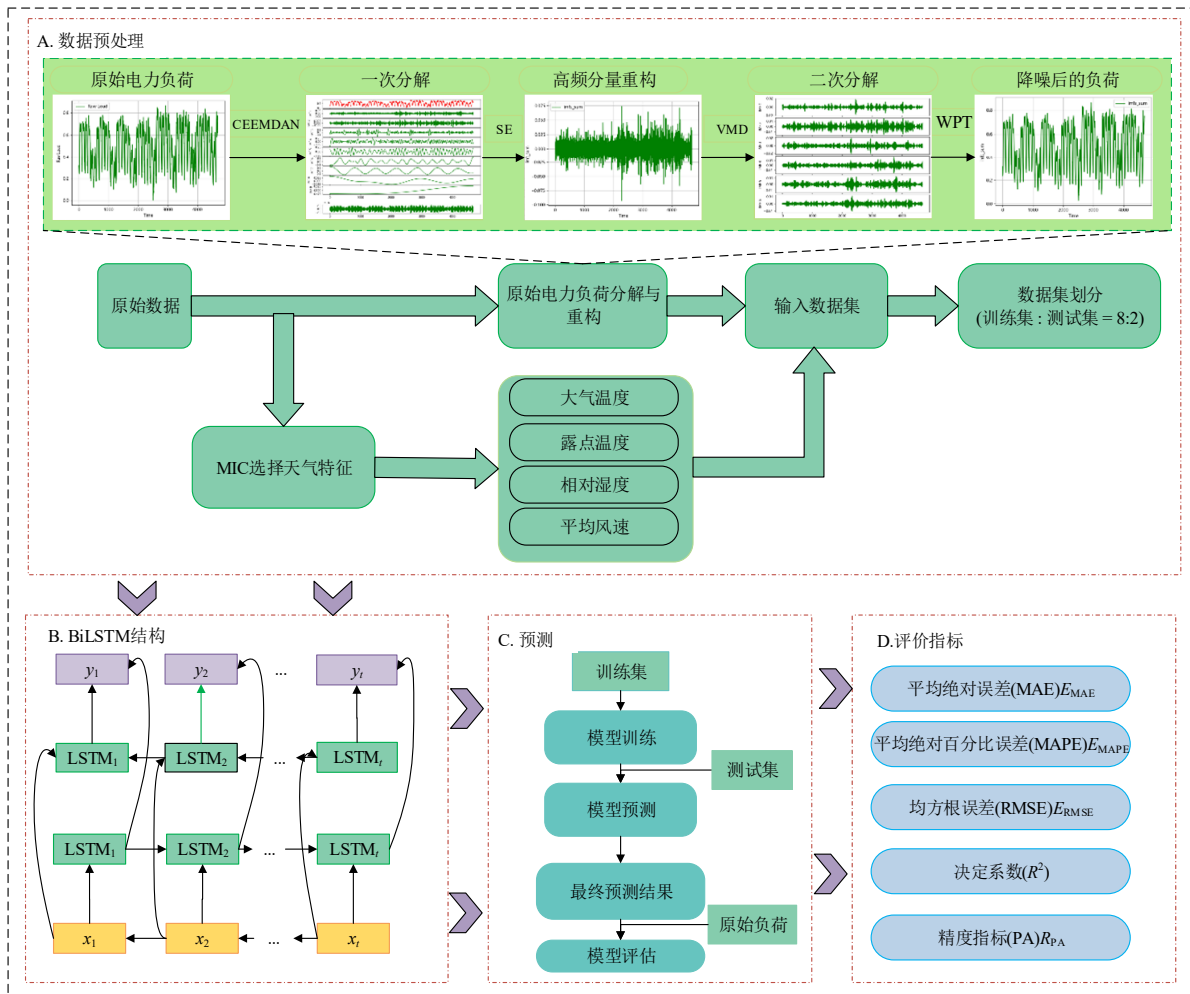 A. 数据预处理
原始电力负荷
一次分解
高频分量重构
二次分解
降噪后的负荷
CEEMDAN
SE
VMD
WPT
原始数据
原始电力负荷分解与
重构
输入数据集
数据集划分
(训练集 : 测试集 = 8:2)
MIC选择天气特征
大气温度
露点温度
相对湿度
平均风速
B. BiLSTM结构
y1
y2
...
yt
LSTM1
LSTM2
...
LSTMt
LSTM1
LSTM2
...
LSTMt
x1
x2
...
xt
C. 预测
训练集
模型训练
测试集
模型预测
最终预测结果
原始负荷
模型评估
D.评价指标
平均绝对误差(MAE)EMAE
平均绝对百分比误差(MAPE)EMAPE
均方根误差(RMSE)ERMSE
决定系数(R²)
精度指标(PA)RPA